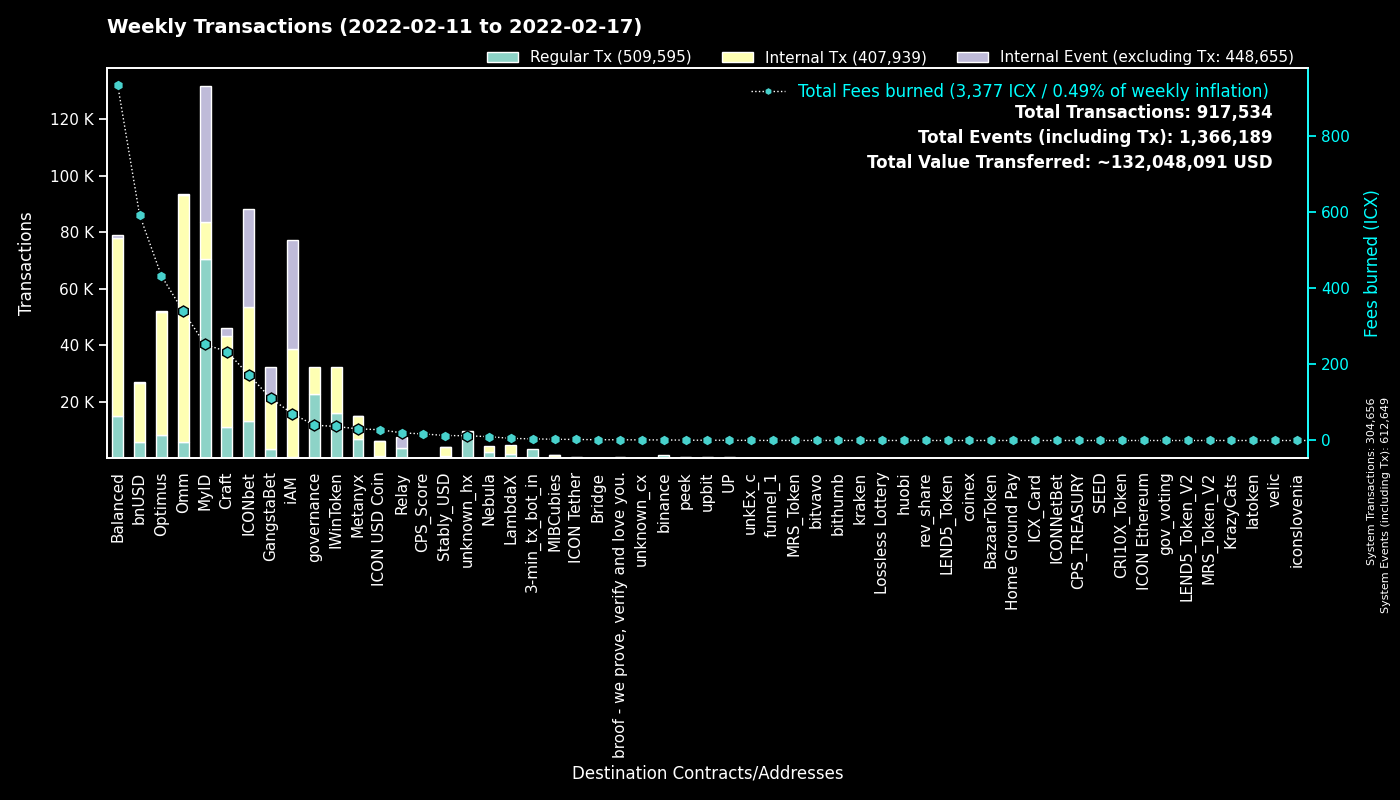 Weekly Transactions (2022-02-11 to 2022-02-17)
Regular Tx (509,595)
Internal Tx (407,939)
Internal Event (excluding Tx: 448,655)
Total Fees burned (3,377 ICX / 0.49% of weekly inflation)
Total Transactions: 917,534
Total Events (including Tx): 1,366,189
Total Value Transferred: ~132,048,091 USD
Transactions
120 K
100 K
80 K
60 K
40 K
20 K
800
600
400
200
0
Fees burned (ICX)
System Transactions: 304,656
System Events (including Tx): 612,649
Balanced
bnUSD
Optimus
Omm
MyID
Craft
ICONbet
GangstaBet
iAM
governance
IWinToken
Metanyx
ICON USD Coin
Relay
CPS_Score
Stably_USD
unknown_hx
Nebula
LambdaX
3-min_tx_bot_in
MIBCubies
ICON Tether
Bridge
broof - we prove, verify and love you.
unknown_cx
binance
peek
upbit
UP
unkEx_c
funnel_1
MRS_Token
bitvavo
bithumb
kraken
Lossless Lottery
huobi
rev_share
LEND5_Token
coinex
BazaarToken
Home Ground Pay
ICX_Card
ICONNetBet
CPS_TREASURY
SEED
CRI10X_Token
ICON Ethereum
gov_voting
LEND5_Token_V2
MRS_Token_V2
KrazyCats
latoken
velic
iconslovenia
Destination Contracts/Addresses